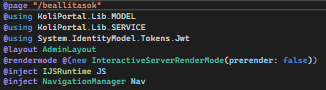 @page "/beallitasok"
@using KoliPortal.Lib.MODEL
@using KoliPortal.Lib.SERVICE
@using System.IdentityModel.Tokens.Jwt
@layout AdminLayout
@rendermode @(new InteractiveServerRenderMode(prerender: false))
@inject IJSRuntime JS
@inject NavigationManager Nav